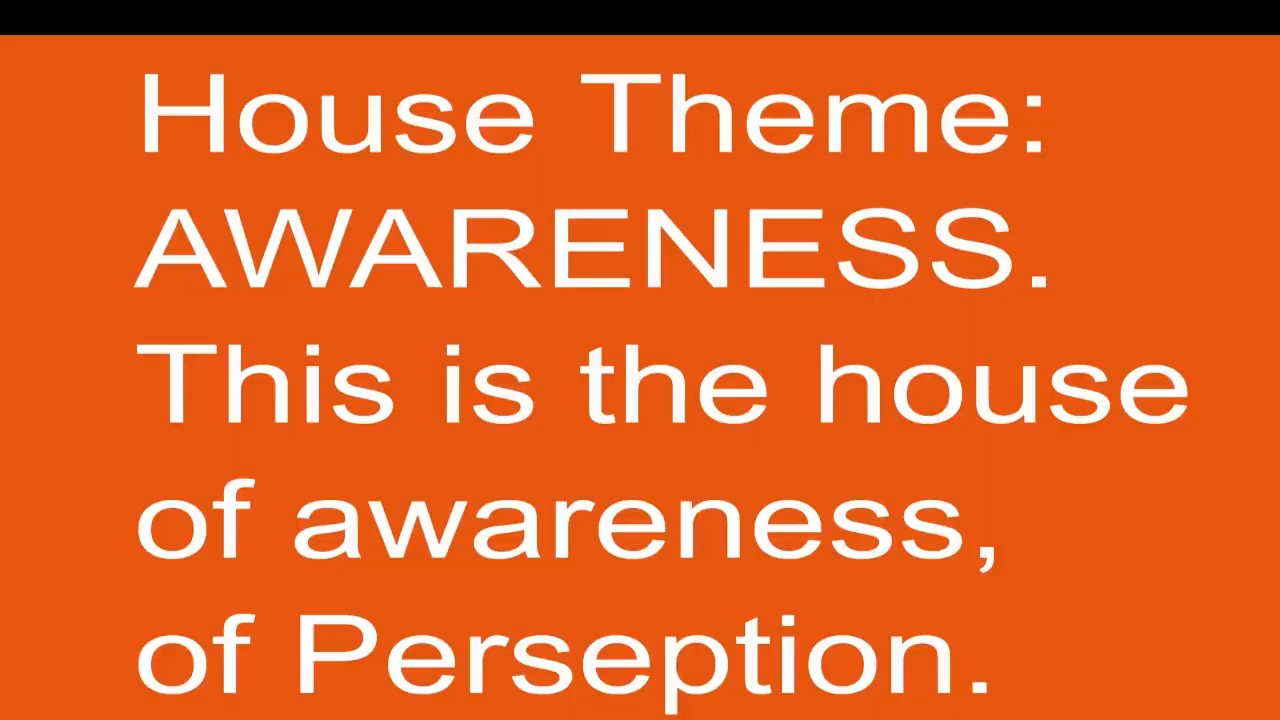 House Theme:
AWARENESS.
This is the house
of awareness,
of Perseption.